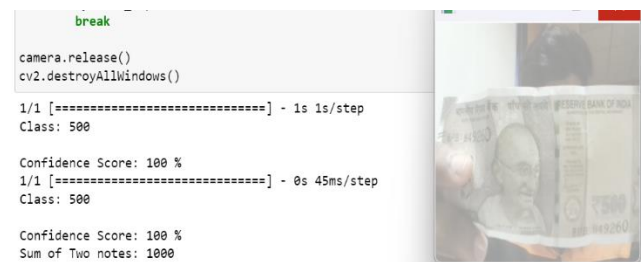 break
camera.release()
cv2.destroyAllWindows()
1/1 [==============================] - 1s 1s/step
Class: 500
Confidence Score: 100 %
1/1 [==============================] - 0s 45ms/step
Class: 500
Confidence Score: 100 %
Sum of Two notes: 1000
RESERVE BANK OF INDIA
₹500